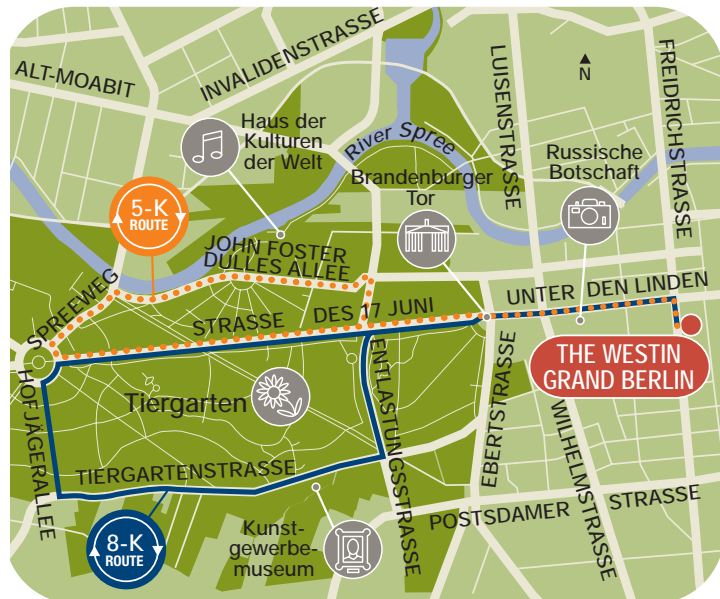 ALT-MOABIT
INVALIDENSTRASSE
LUISENSTRASSE
FREIDRICHSTRASSE
N
Haus der
Kulturen
der Welt
River Spree
Brandenburger
Tor
Russische
Botschaft
5-K
ROUTE
JOHN FOSTER
DULLES ALLEE
SPREEWEG
STRASSE DES 17 JUNI
UNTER DEN LINDEN
THE WESTIN
GRAND BERLIN
HOFJAGERALLEE
Tiergarten
ENTLASTUNGSSTRASSE
EBERTSTRASSE
WILHELMSTRASSE
TIERGARTENSTRASSE
POSTSDAMER STRASSE
8-K
ROUTE
Kunst-
gewerbe-
museum